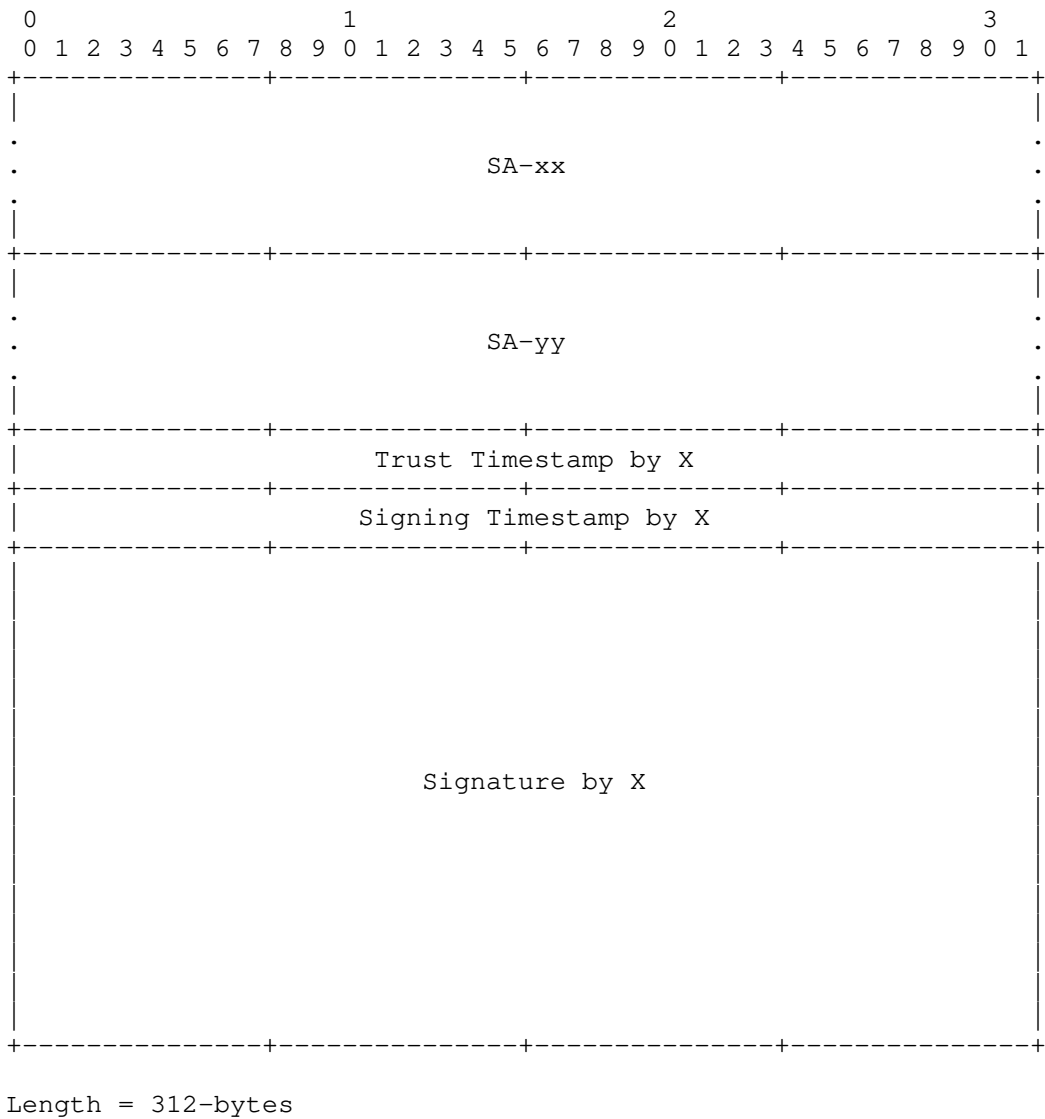 0 1 2 3
0 1 2 3 4 5 6 7 8 9 0 1 2 3 4 5 6 7 8 9 0 1 2 3 4 5 6 7 8 9 0 1
SA-xx
SA-yy
Trust Timestamp by X
Signing Timestamp by X
Signature by X
Length = 312-bytes